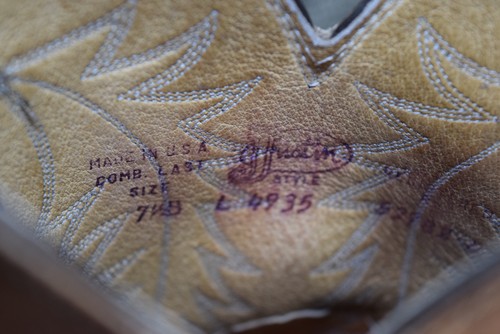 MADE IN U.S.A
COMB. LAST
SIZE
7½B
Justin
STYLE
L 4935